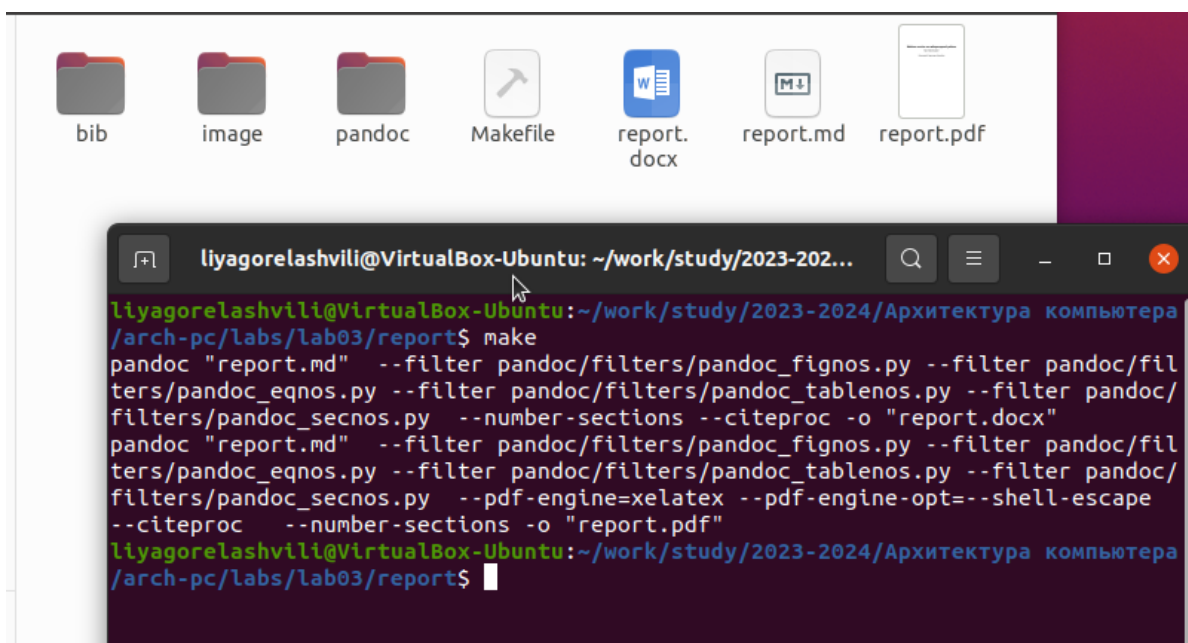 bib
image
pandoc
Makefile
report.
docx
report.md
report.pdf
liyagorelashvili@VirtualBox-Ubuntu: ~/work/study/2023-202...
liyagorelashvili@VirtualBox-Ubuntu:~/work/study/2023-2024/Архитектура компьютера
/arch-pc/labs/lab03/report$ make
pandoc "report.md"  --filter pandoc/filters/pandoc_fignos.py --filter pandoc/fil
ters/pandoc_eqnos.py --filter pandoc/filters/pandoc_tablenos.py --filter pandoc/
filters/pandoc_secnos.py  --number-sections --citeproc -o "report.docx"
pandoc "report.md"  --filter pandoc/filters/pandoc_fignos.py --filter pandoc/fil
ters/pandoc_eqnos.py --filter pandoc/filters/pandoc_tablenos.py --filter pandoc/
filters/pandoc_secnos.py  --pdf-engine=xelatex --pdf-engine-opt=--shell-escape
--citeproc   --number-sections -o "report.pdf"
liyagorelashvili@VirtualBox-Ubuntu:~/work/study/2023-2024/Архитектура компьютера
/arch-pc/labs/lab03/report$